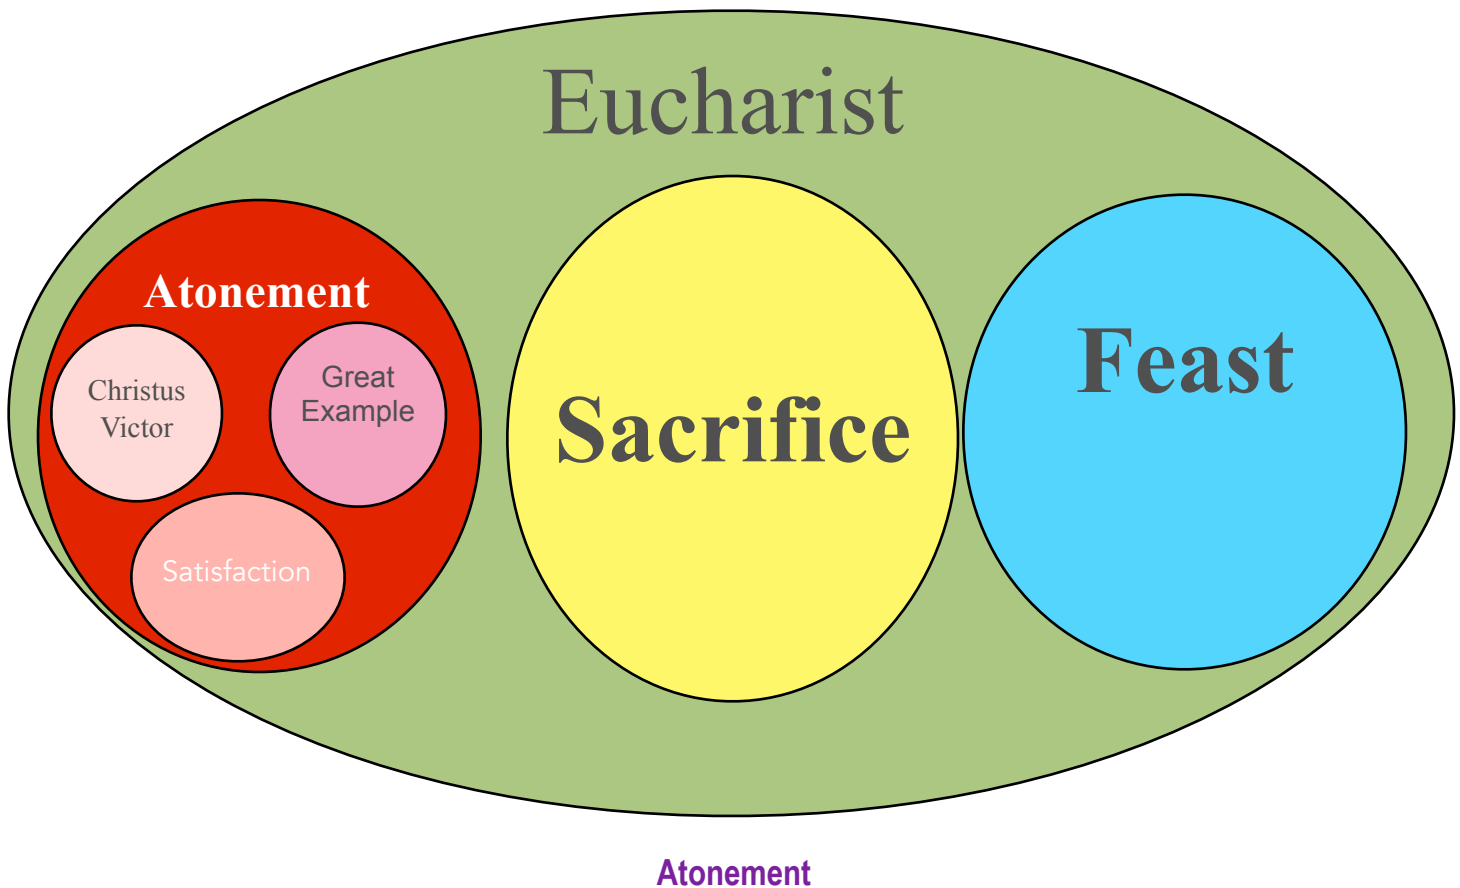 Eucharist
Atonement
Christus
Victor
Great
Example
Satisfaction
Sacrifice
Feast
Atonement